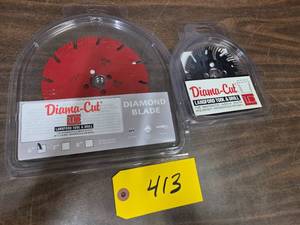 Diama-Cut
LANGFORD TOOL & DRILL
DIAMOND
BLADE
Diama-Cut
LANGFORD TOOL & DRILL
413